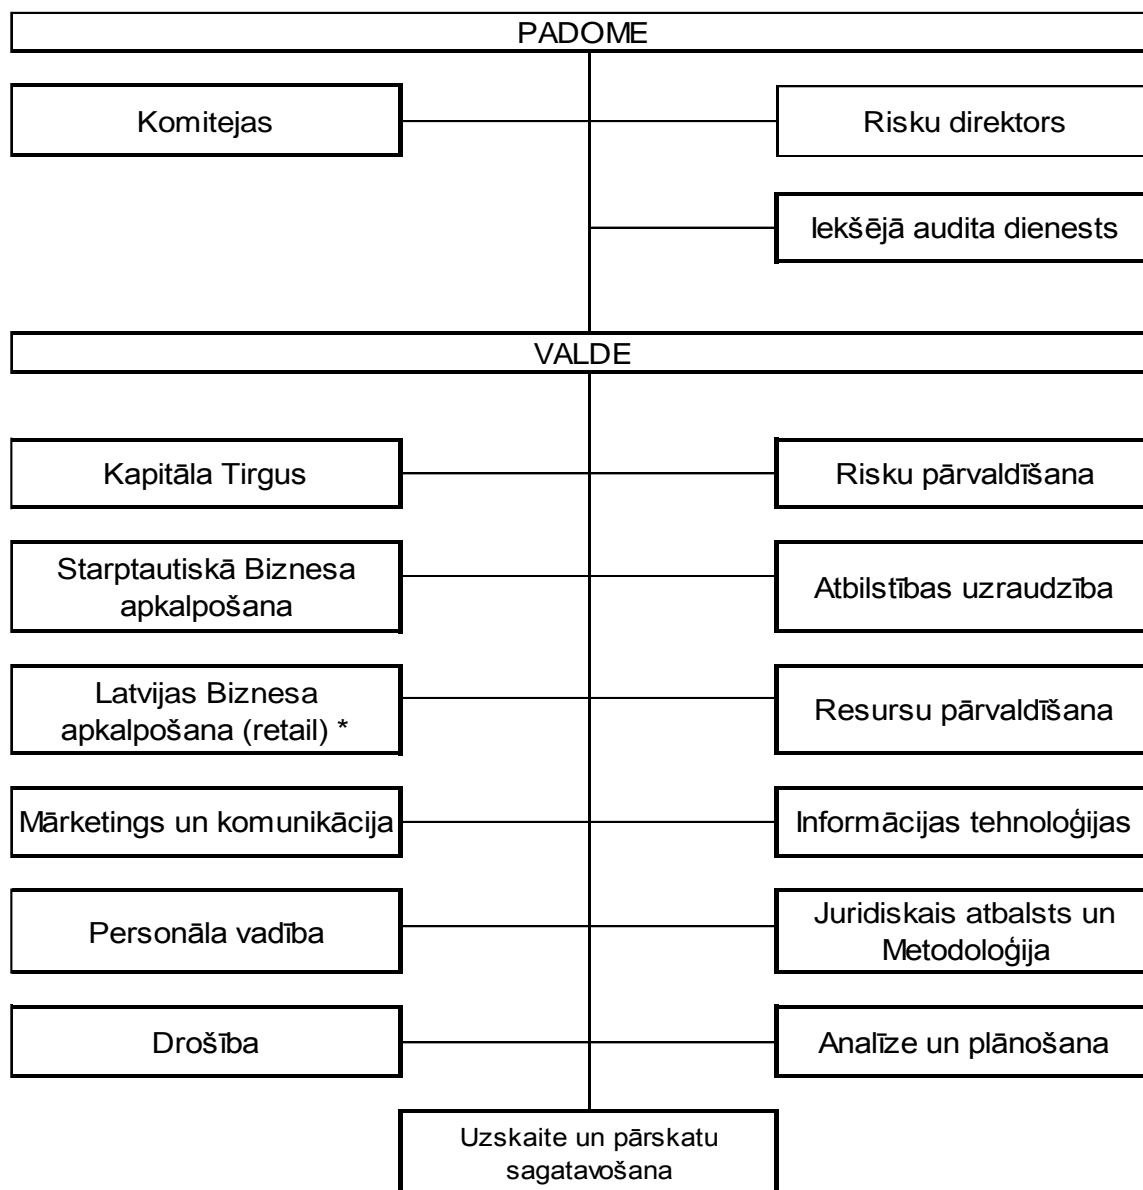 PADOME
Komitejas
Risku direktors
Iekšējā audita dienests
VALDE
Kapitāla Tirgus
Risku pārvaldīšana
Starptautiskā Biznesa
apkalpošana
Atbilstības uzraudzība
Latvijas Biznesa
apkalpošana (retail) *
Resursu pārvaldīšana
Mārketings un komunikācija
Informācijas tehnoloģijas
Personāla vadība
Juridiskais atbalsts un
Metodoloģija
Drošība
Analīze un plānošana
Uzskaite un pārskatu
sagatavošana